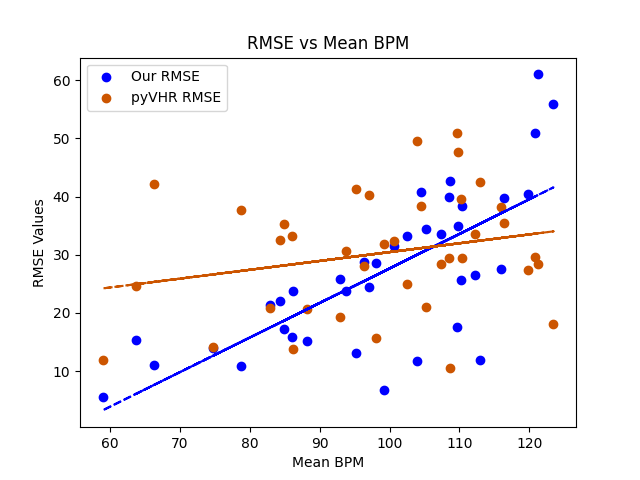 RMSE vs Mean BPM
Our RMSE
pyVHR RMSE
RMSE Values
60
50
40
30
20
10
60 70 80 90 100 110 120
Mean BPM